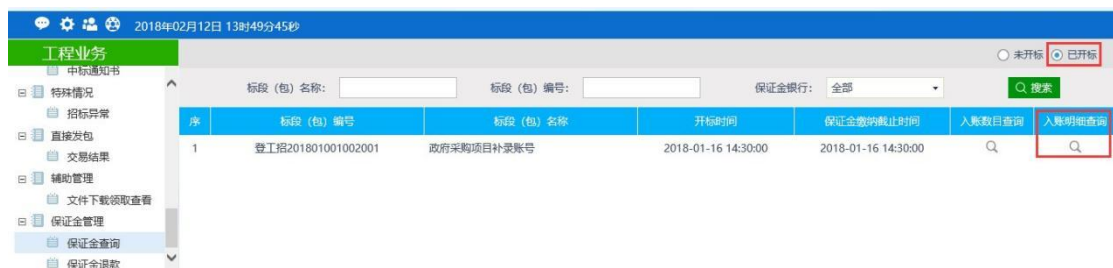 2018年02月12日 13时49分45秒
工程业务
未开标 已开标
中标通知书
特殊情况
招标异常
直接发包
交易结果
辅助管理
文件下载领取查看
保证金管理
保证金查询
保证金退款
标段（包）名称： 标段（包）编号： 保证金银行： 全部 搜索
序 标段（包）编号 标段（包）名称 开标时间 保证金缴纳截止时间 入账数目查询 入账明细查询
1 登工招201801001002001 政府采购项目补录账号 2018-01-16 14:30:00 2018-01-16 14:30:00